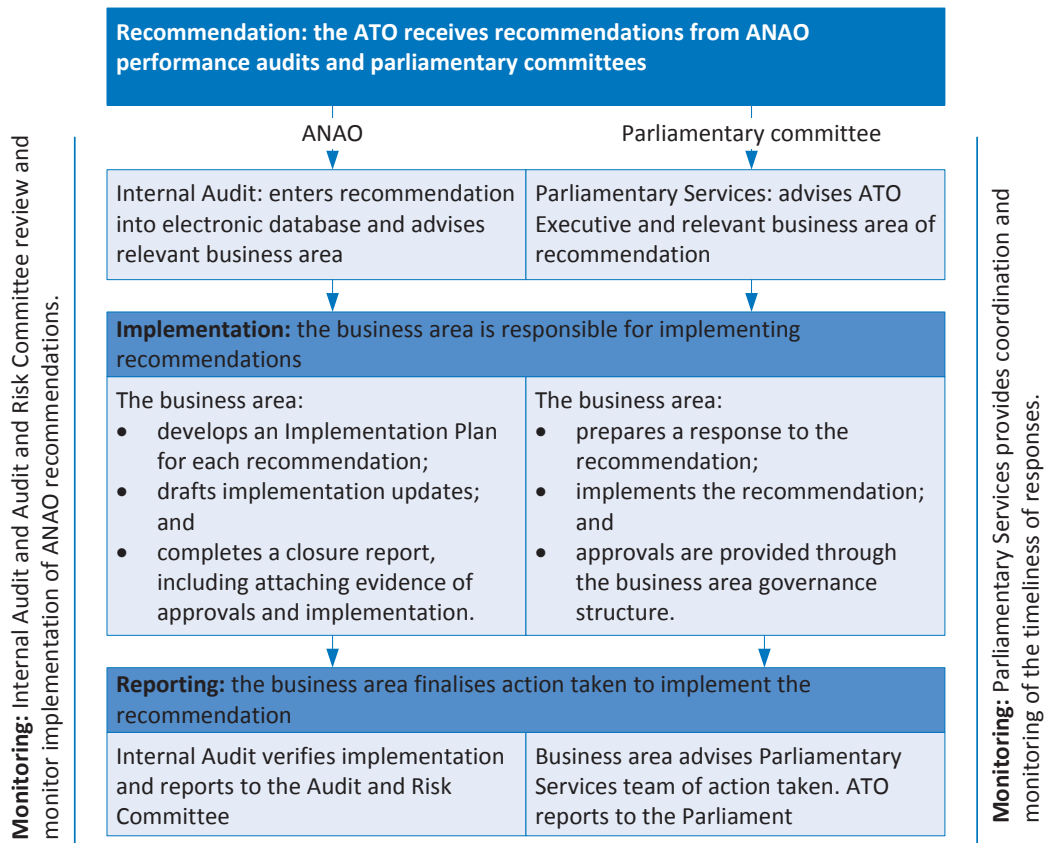 Recommendation: the ATO receives recommendations from ANAO
performance audits and parliamentary committees
ANAO
Parliamentary committee
Internal Audit: enters recommendation
into electronic database and advises
relevant business area
Parliamentary Services: advises ATO
Executive and relevant business area of
recommendation
Implementation: the business area is responsible for implementing
recommendations
The business area:
• develops an Implementation Plan
for each recommendation;
• drafts implementation updates;
and
• completes a closure report,
including attaching evidence of
approvals and implementation.
The business area:
• prepares a response to the
recommendation;
• implements the recommendation;
and
• approvals are provided through
the business area governance
structure.
Reporting: the business area finalises action taken to implement the
recommendation
Internal Audit verifies implementation
and reports to the Audit and Risk
Committee
Business area advises Parliamentary
Services team of action taken. ATO
reports to the Parliament
Monitoring: Internal Audit and Audit and Risk Committee review and
monitor implementation of ANAO recommendations.
Monitoring: Parliamentary Services provides coordination and
monitoring of the timeliness of responses.